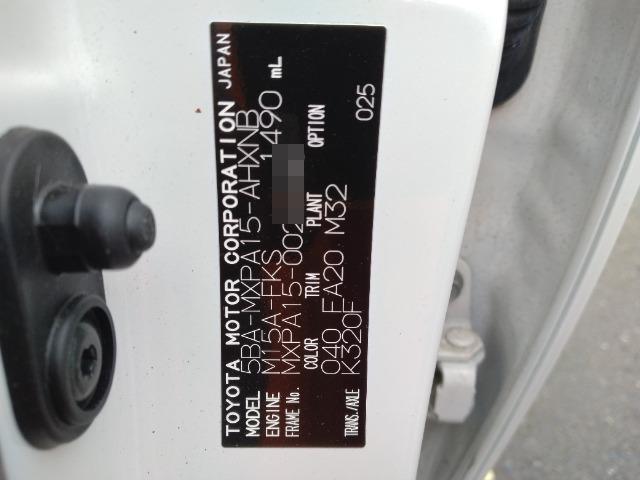 TOYOTA MOTOR CORPORATION JAPAN
MODEL 5BA-MXPA15-AHXNB
ENGINE M15A-FKS 1490 mL
FRAME No. MXPA15-002
COLOR TRIM PLANT OPTION
040 FA20 M32 025
TRANS./AXLE K320F